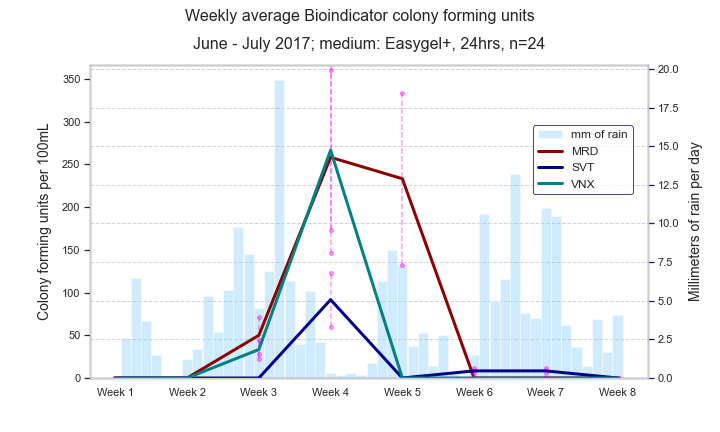 Weekly average Bioindicator colony forming units
June - July 2017; medium: Easygel+, 24hrs, n=24
Colony forming units per 100mL
350
300
250
200
150
100
50
0
20.0
17.5
15.0
12.5
10.0
7.5
5.0
2.5
0.0
Millimeters of rain per day
mm of rain
MRD
SVT
VNX
Week 1 Week 2 Week 3 Week 4 Week 5 Week 6 Week 7 Week 8